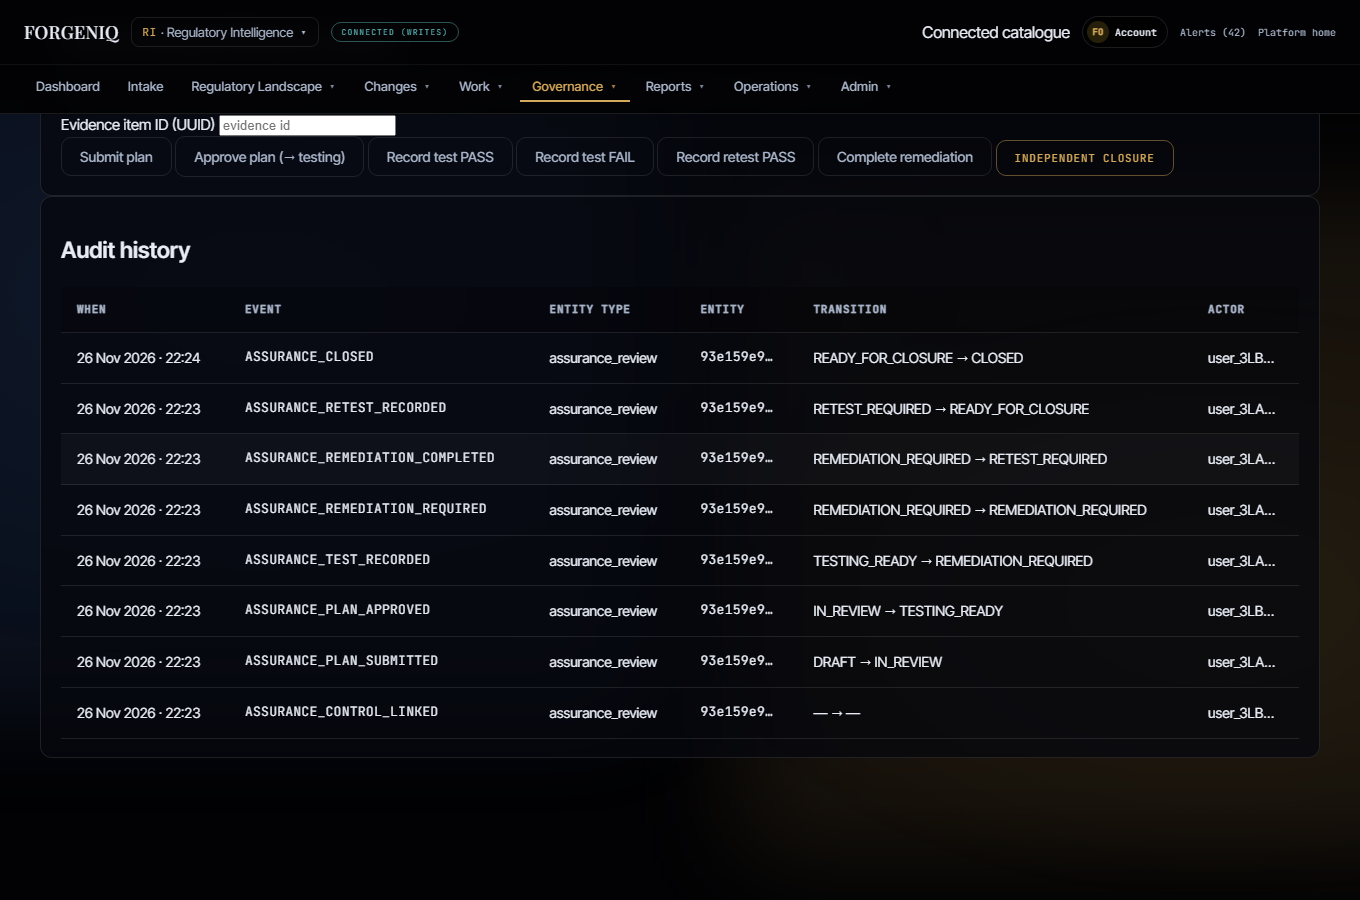 FORGENIQ RI · Regulatory Intelligence ▾ CONNECTED (WRITES) Connected catalogue FO Account Alerts (42) Platform home
Dashboard Intake Regulatory Landscape ▾ Changes ▾ Work ▾ Governance ▾ Reports ▾ Operations ▾ Admin ▾
Evidence item ID (UUID) evidence id
Submit plan Approve plan (→ testing) Record test PASS Record test FAIL Record retest PASS Complete remediation INDEPENDENT CLOSURE
Audit history
WHEN EVENT ENTITY TYPE ENTITY TRANSITION ACTOR
26 Nov 2026 · 22:24 ASSURANCE_CLOSED assurance_review 93e159e9… READY_FOR_CLOSURE → CLOSED user_3LB…
26 Nov 2026 · 22:23 ASSURANCE_RETEST_RECORDED assurance_review 93e159e9… RETEST_REQUIRED → READY_FOR_CLOSURE user_3LA…
26 Nov 2026 · 22:23 ASSURANCE_REMEDIATION_COMPLETED assurance_review 93e159e9… REMEDIATION_REQUIRED → RETEST_REQUIRED user_3LA…
26 Nov 2026 · 22:23 ASSURANCE_REMEDIATION_REQUIRED assurance_review 93e159e9… REMEDIATION_REQUIRED → REMEDIATION_REQUIRED user_3LA…
26 Nov 2026 · 22:23 ASSURANCE_TEST_RECORDED assurance_review 93e159e9… TESTING_READY → REMEDIATION_REQUIRED user_3LA…
26 Nov 2026 · 22:23 ASSURANCE_PLAN_APPROVED assurance_review 93e159e9… IN_REVIEW → TESTING_READY user_3LB…
26 Nov 2026 · 22:23 ASSURANCE_PLAN_SUBMITTED assurance_review 93e159e9… DRAFT → IN_REVIEW user_3LA…
26 Nov 2026 · 22:23 ASSURANCE_CONTROL_LINKED assurance_review 93e159e9… — → — user_3LB…